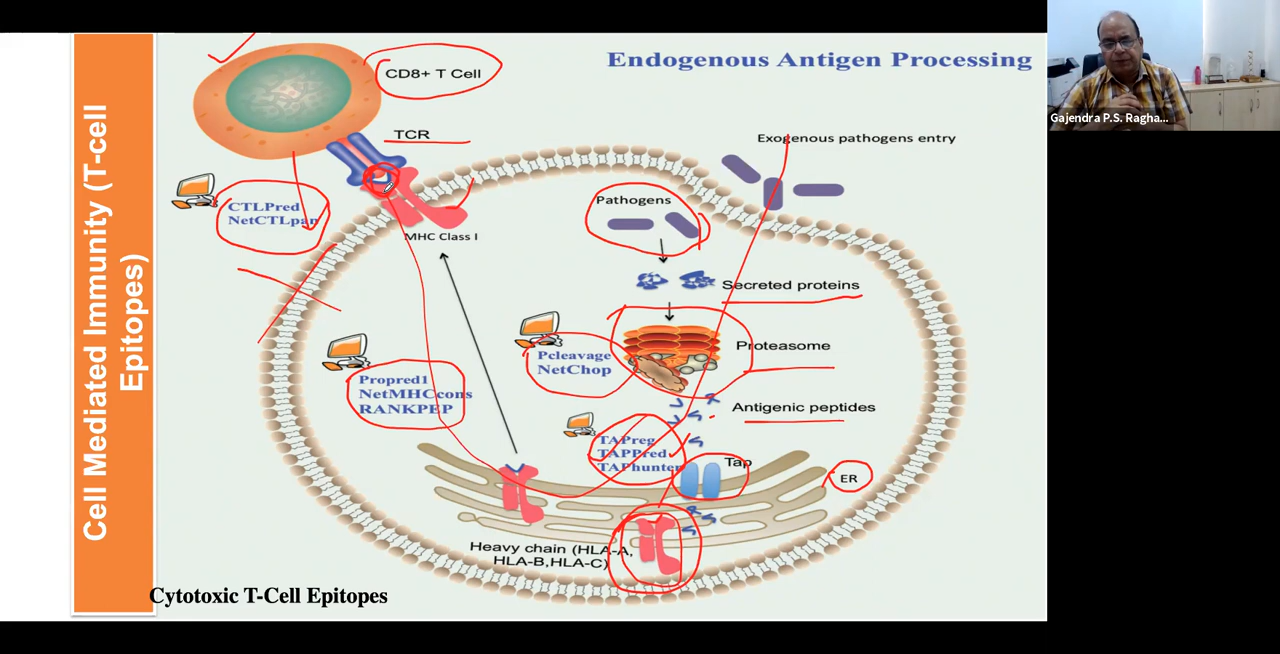 Endogenous Antigen Processing
Cell Mediated Immunity (T-cell
Epitopes)
CD8+ T Cell
TCR
CTLPred
NetCTLpan
MHC Class I
Exogenous pathogens entry
Pathogens
Secreted proteins
Proteasome
Pcleavage
NetChop
Antigenic peptides
Propred1
NetMHCcons
RANKPEP
TAPreg
TAPPred
TAPhunter
Tap
ER
Heavy chain (HLA-A,
HLA-B,HLA-C)
Cytotoxic T-Cell Epitopes
Gajendra P.S. Ragha...